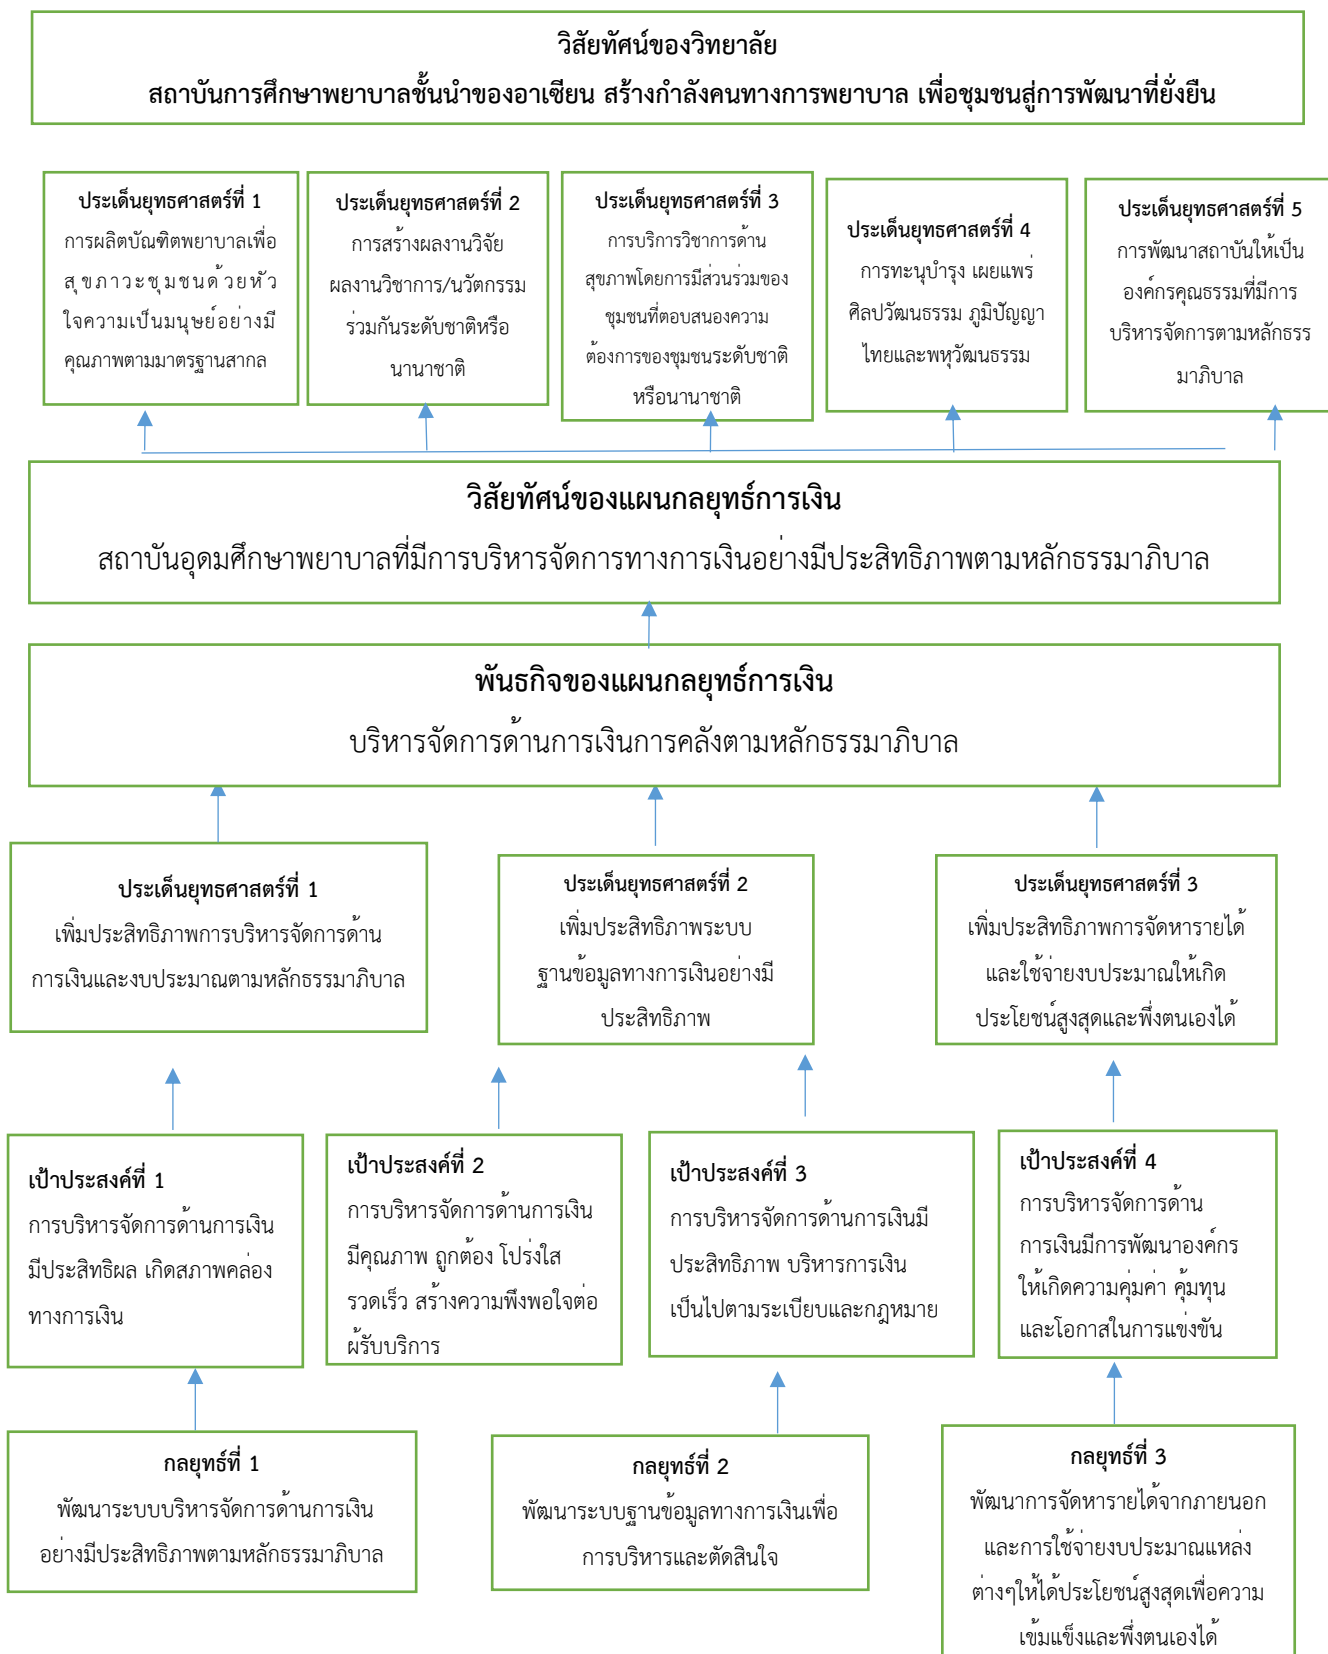 วิสัยทัศน์ของวิทยาลัย
สถาบันการศึกษาพยาบาลชั้นนำของอาเซียน สร้างกำลังคนทางการพยาบาล เพื่อชุมชนสู่การพัฒนาที่ยั่งยืน
ประเด็นยุทธศาสตร์ที่ 1
การผลิตบัณฑิตพยาบาลเพื่อ
สุขภาวะชุมชนด้วยหัว
ใจความเป็นมนุษย์อย่างมี
คุณภาพตามมาตรฐานสากล
ประเด็นยุทธศาสตร์ที่ 2
การสร้างผลงานวิจัย
ผลงานวิชาการ/นวัตกรรม
ร่วมกันระดับชาติหรือ
นานาชาติ
ประเด็นยุทธศาสตร์ที่ 3
การบริการวิชาการด้าน
สุขภาพโดยการมีส่วนร่วมของ
ชุมชนที่ตอบสนองความ
ต้องการของชุมชนระดับชาติ
หรือนานาชาติ
ประเด็นยุทธศาสตร์ที่ 4
การทะนุบำรุง เผยแพร่
ศิลปวัฒนธรรม ภูมิปัญญา
ไทยและพหุวัฒนธรรม
ประเด็นยุทธศาสตร์ที่ 5
การพัฒนาสถาบันให้เป็น
องค์กรคุณธรรมที่มีการ
บริหารจัดการตามหลักธรร
มาภิบาล
วิสัยทัศน์ของแผนกลยุทธ์การเงิน
สถาบันอุดมศึกษาพยาบาลที่มีการบริหารจัดการทางการเงินอย่างมีประสิทธิภาพตามหลักธรรมาภิบาล
พันธกิจของแผนกลยุทธ์การเงิน
บริหารจัดการด้านการเงินการคลังตามหลักธรรมาภิบาล
ประเด็นยุทธศาสตร์ที่ 1
เพิ่มประสิทธิภาพการบริหารจัดการด้าน
การเงินและงบประมาณตามหลักธรรมาภิบาล
ประเด็นยุทธศาสตร์ที่ 2
เพิ่มประสิทธิภาพระบบ
ฐานข้อมูลทางการเงินอย่างมี
ประสิทธิภาพ
ประเด็นยุทธศาสตร์ที่ 3
เพิ่มประสิทธิภาพการจัดหารายได้
และใช้จ่ายงบประมาณให้เกิด
ประโยชน์สูงสุดและพึ่งตนเองได้
เป้าประสงค์ที่ 1
การบริหารจัดการด้านการเงิน
มีประสิทธิผล เกิดสภาพคล่อง
ทางการเงิน
เป้าประสงค์ที่ 2
การบริหารจัดการด้านการเงิน
มีคุณภาพ ถูกต้อง โปร่งใส
รวดเร็ว สร้างความพึงพอใจต่อ
ผู้รับบริการ
เป้าประสงค์ที่ 3
การบริหารจัดการด้านการเงินมี
ประสิทธิภาพ บริหารการเงิน
เป็นไปตามระเบียบและกฎหมาย
เป้าประสงค์ที่ 4
การบริหารจัดการด้าน
การเงินมีการพัฒนาองค์กร
ให้เกิดความคุ่มค่า คุ้มทุน
และโอกาสในการแข่งขัน
กลยุทธ์ที่ 1
พัฒนาระบบบริหารจัดการด้านการเงิน
อย่างมีประสิทธิภาพตามหลักธรรมาภิบาล
กลยุทธ์ที่ 2
พัฒนาระบบฐานข้อมูลทางการเงินเพื่อ
การบริหารและตัดสินใจ
กลยุทธ์ที่ 3
พัฒนาการจัดหารายได้จากภายนอก
และการใช้จ่ายงบประมาณแหล่ง
ต่างๆให้ได้ประโยชน์สูงสุดเพื่อความ
เข้มแข็งและพึ่งตนเองได้